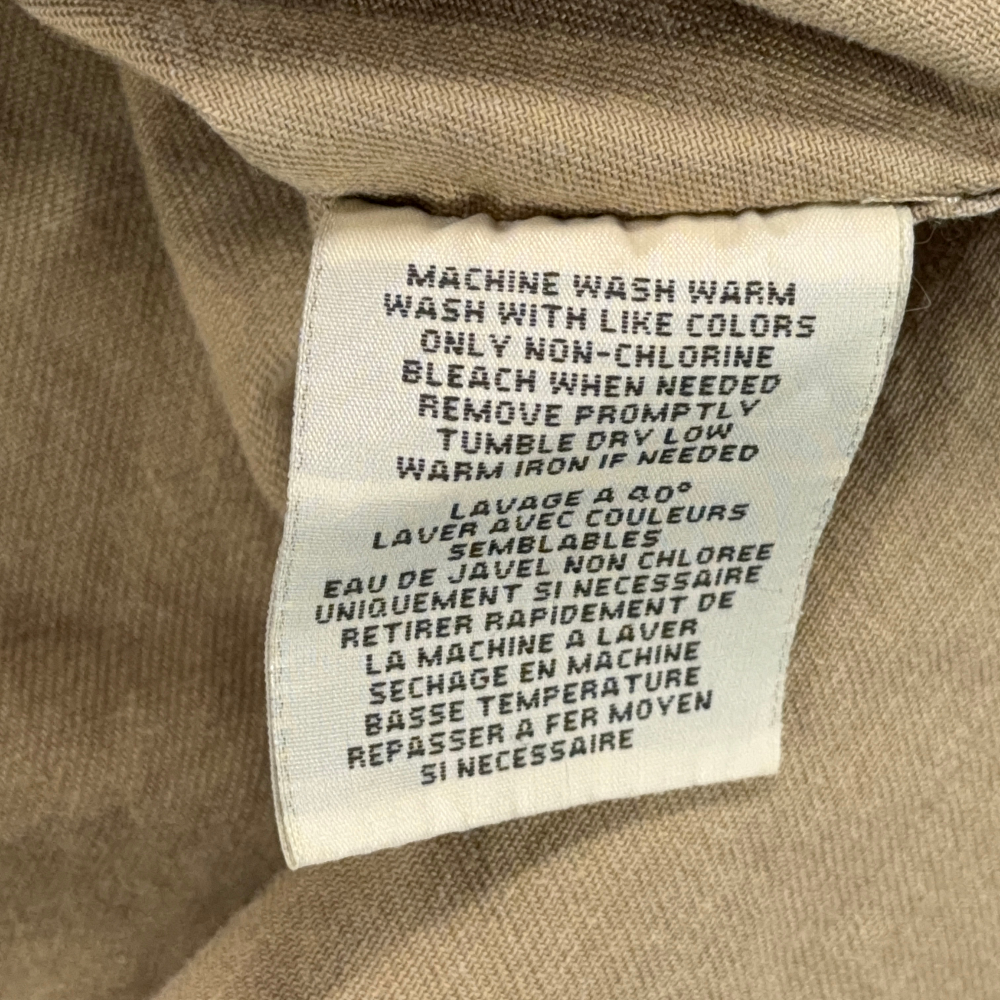 MACHINE WASH WARM
WASH WITH LIKE COLORS
ONLY NON-CHLORINE
BLEACH WHEN NEEDED
REMOVE PROMPTLY
TUMBLE DRY LOW
WARM IRON IF NEEDED
LAVAGE A 40°
LAVER AVEC COULEURS
SEMBLABLES
EAU DE JAVEL NON CHLOREE
UNIQUEMENT SI NECESSAIRE
RETIRER RAPIDEMENT DE
LA MACHINE A LAVER
SECHAGE EN MACHINE
BASSE TEMPERATURE
REPASSER A FER MOYEN
SI NECESSAIRE